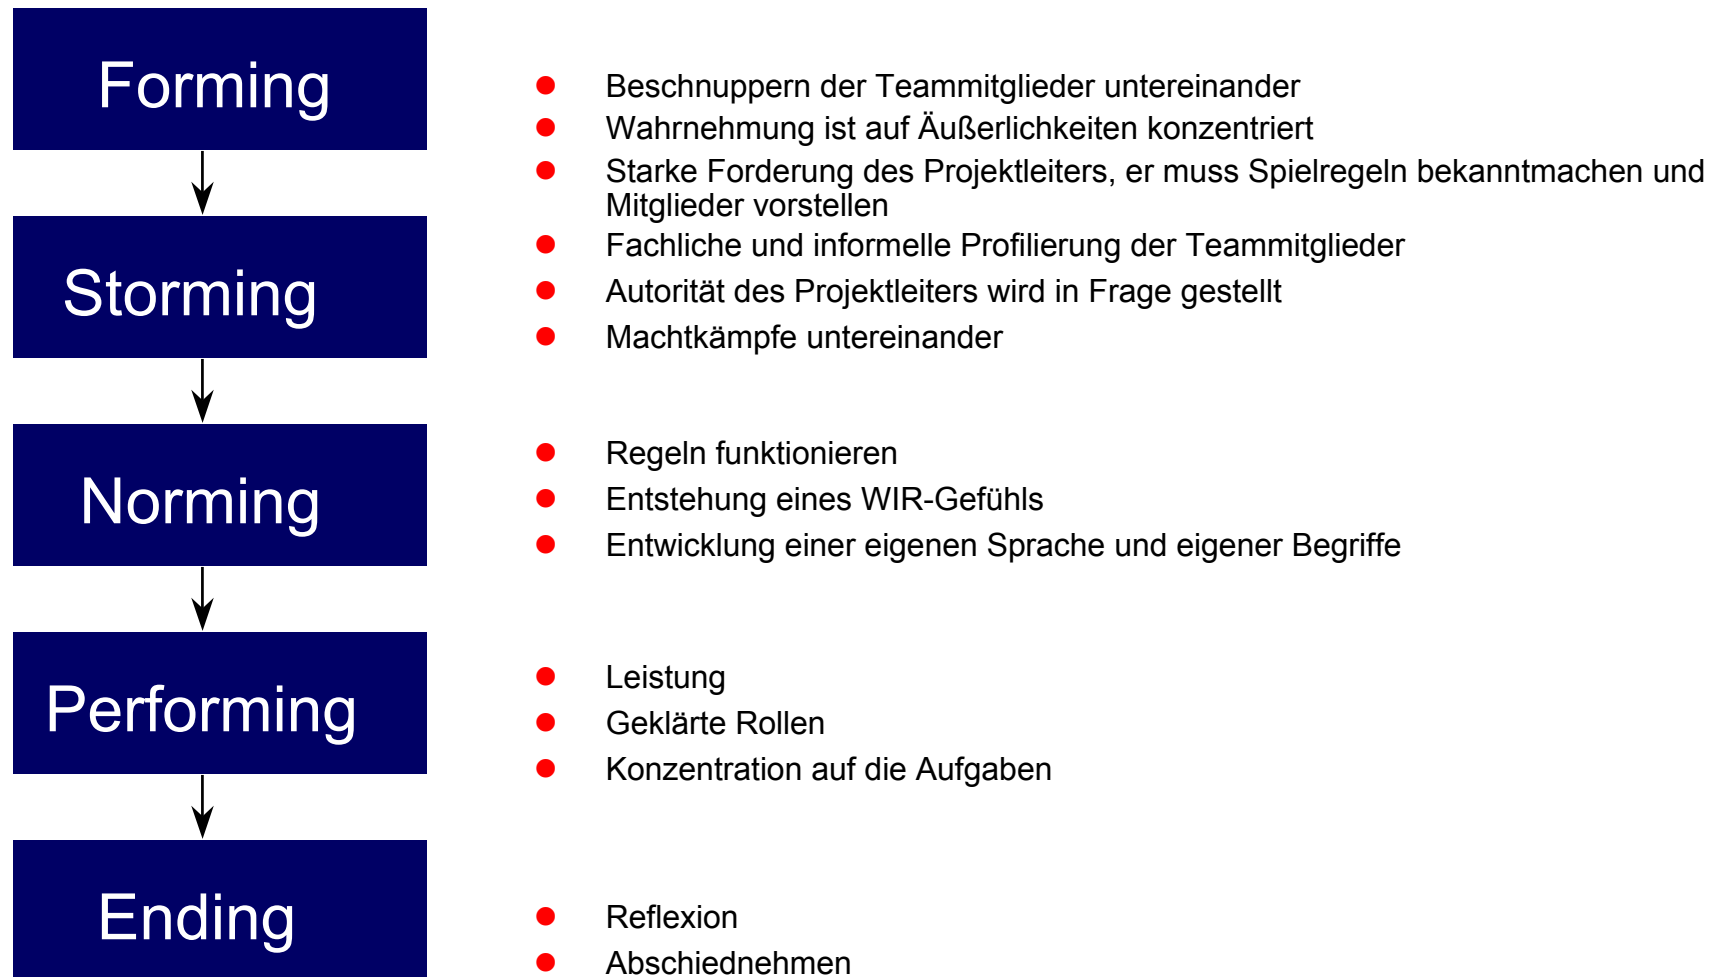 Forming
Beschnuppern der Teammitglieder untereinander
Wahrnehmung ist auf Äußerlichkeiten konzentriert
Starke Forderung des Projektleiters, er muss Spielregeln bekanntmachen und
Mitglieder vorstellen
Storming
Fachliche und informelle Profilierung der Teammitglieder
Autorität des Projektleiters wird in Frage gestellt
Machtkämpfe untereinander
Norming
Regeln funktionieren
Entstehung eines WIR-Gefühls
Entwicklung einer eigenen Sprache und eigener Begriffe
Performing
Leistung
Geklärte Rollen
Konzentration auf die Aufgaben
Ending
Reflexion
Abschiednehmen